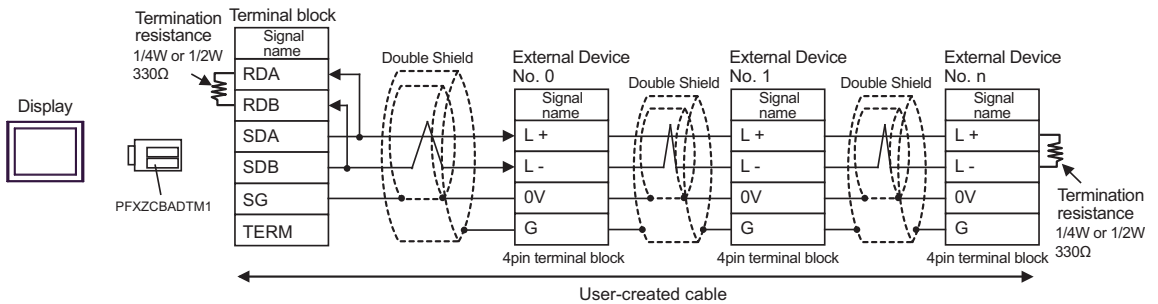 Display
PFXZCBADTM1
Termination
resistance
1/4W or 1/2W
330Ω
Terminal block
Signal
name
RDA
RDB
SDA
SDB
SG
TERM
Double Shield
External Device
No. 0
Signal
name
L +
L -
0V
G
4pin terminal block
Double Shield
External Device
No. 1
Signal
name
L +
L -
0V
G
4pin terminal block
Double Shield
External Device
No. n
Signal
name
L +
L -
0V
G
4pin terminal block
Termination
resistance
1/4W or 1/2W
330Ω
User-created cable